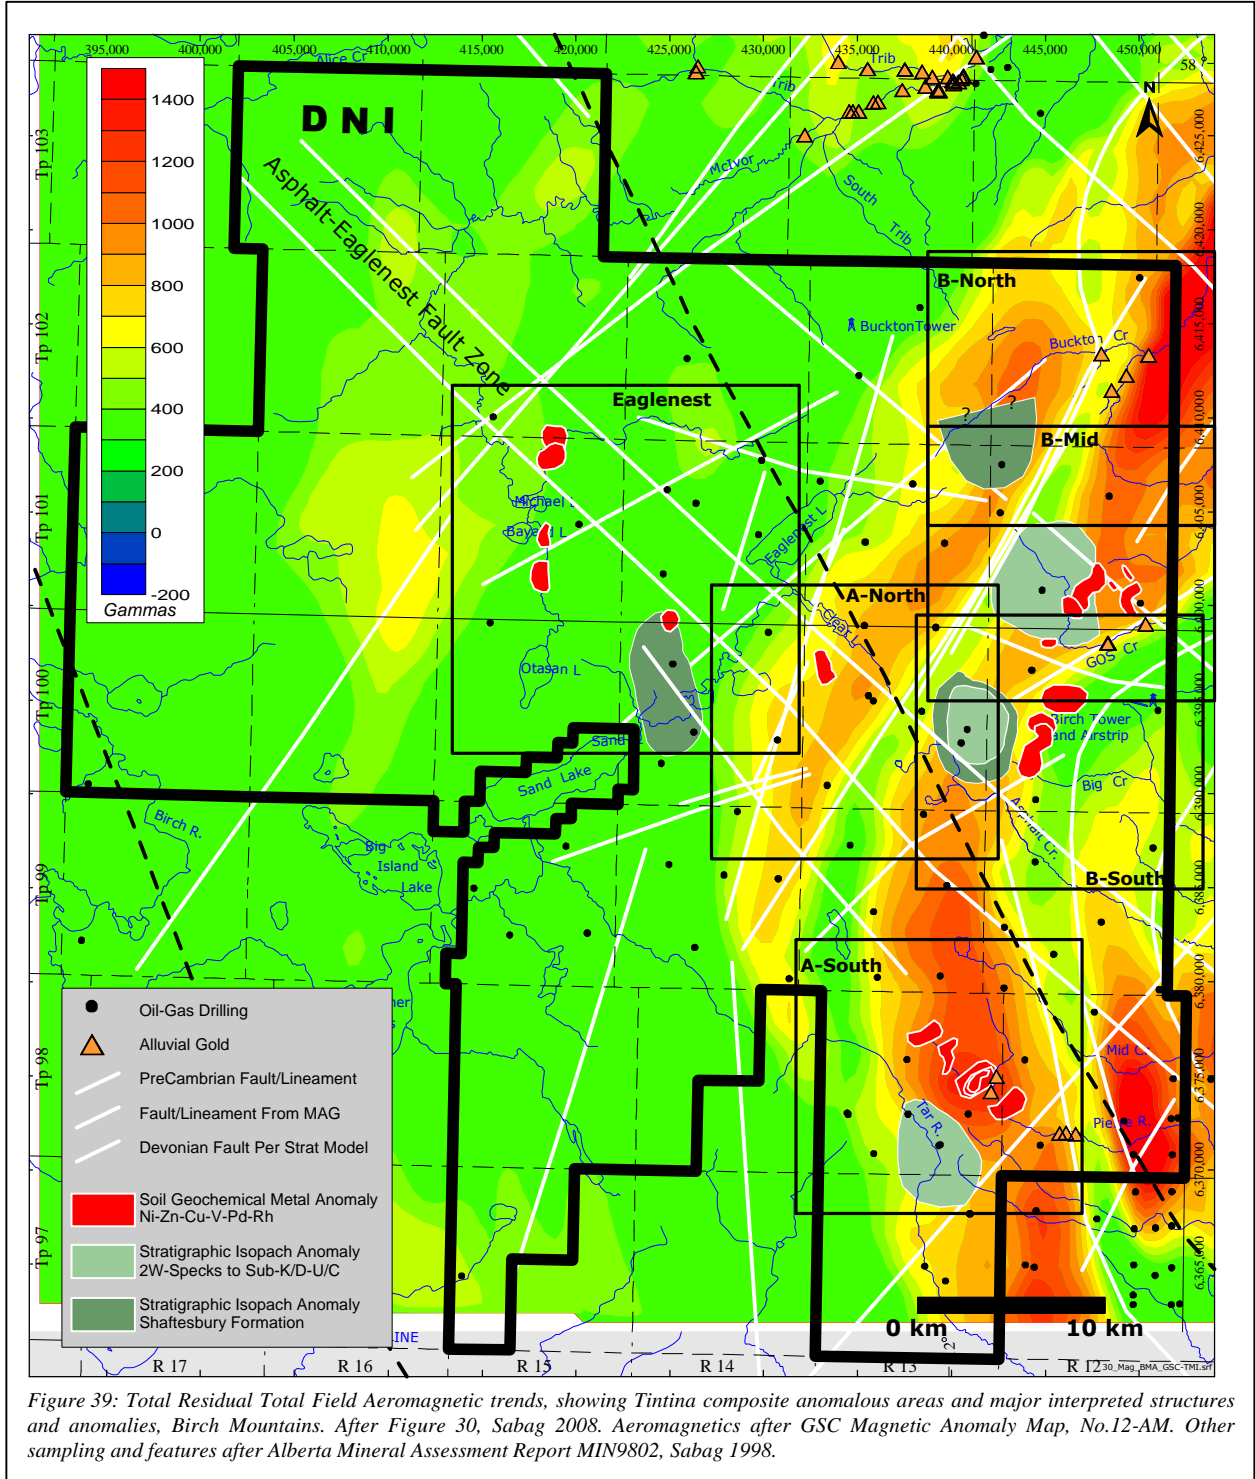 395,000 400,000 405,000 410,000 415,000 420,000 425,000 430,000 435,000 440,000 445,000 450,000
58 °
Alice Cr
Trib
Trib
N
1400
1200
1000
800
600
400
200
0
-200
Gammas
D N I
Asphalt-Eaglenest Fault Zone
McIvor
South
Trib
Tp 103
Tp 102
Tp 101
Tp 100
Tp 99
Tp 98
Tp 97
6,425,000
6,420,000
6,415,000
6,410,000
6,405,000
6,400,000
6,395,000
6,390,000
6,385,000
6,380,000
6,375,000
6,370,000
6,365,000
B-North
BucktonTower
Buckton Cr
Eaglenest
? ?
B-Mid
Michael L
Bayard L
Eaglenest L
A-North
Clear L
GOS Cr
Otasan L
Birch Tower
and Airstrip
Sand
Sand Lake
Big Cr
Asphalt Cr.
Birch R.
Big
Island
Lake
B-South
A-South
Mid Cr.
Tar R.
Pierre R.
Oil-Gas Drilling
Alluvial Gold
PreCambrian Fault/Lineament
Fault/Lineament From MAG
Devonian Fault Per Strat Model
Soil Geochemical Metal Anomaly
Ni-Zn-Cu-V-Pd-Rh
Stratigraphic Isopach Anomaly
2W-Specks to Sub-K/D-U/C
Stratigraphic Isopach Anomaly
Shaftesbury Formation
0 km 10 km
R 17 R 16 R 15 R 14 R 13 R 12
30_Mag_BMA_GSC-TMI.srf
Figure 39: Total Residual Total Field Aeromagnetic trends, showing Tintina composite anomalous areas and major interpreted structures
and anomalies, Birch Mountains. After Figure 30, Sabag 2008. Aeromagnetics after GSC Magnetic Anomaly Map, No.12-AM. Other
sampling and features after Alberta Mineral Assessment Report MIN9802, Sabag 1998.